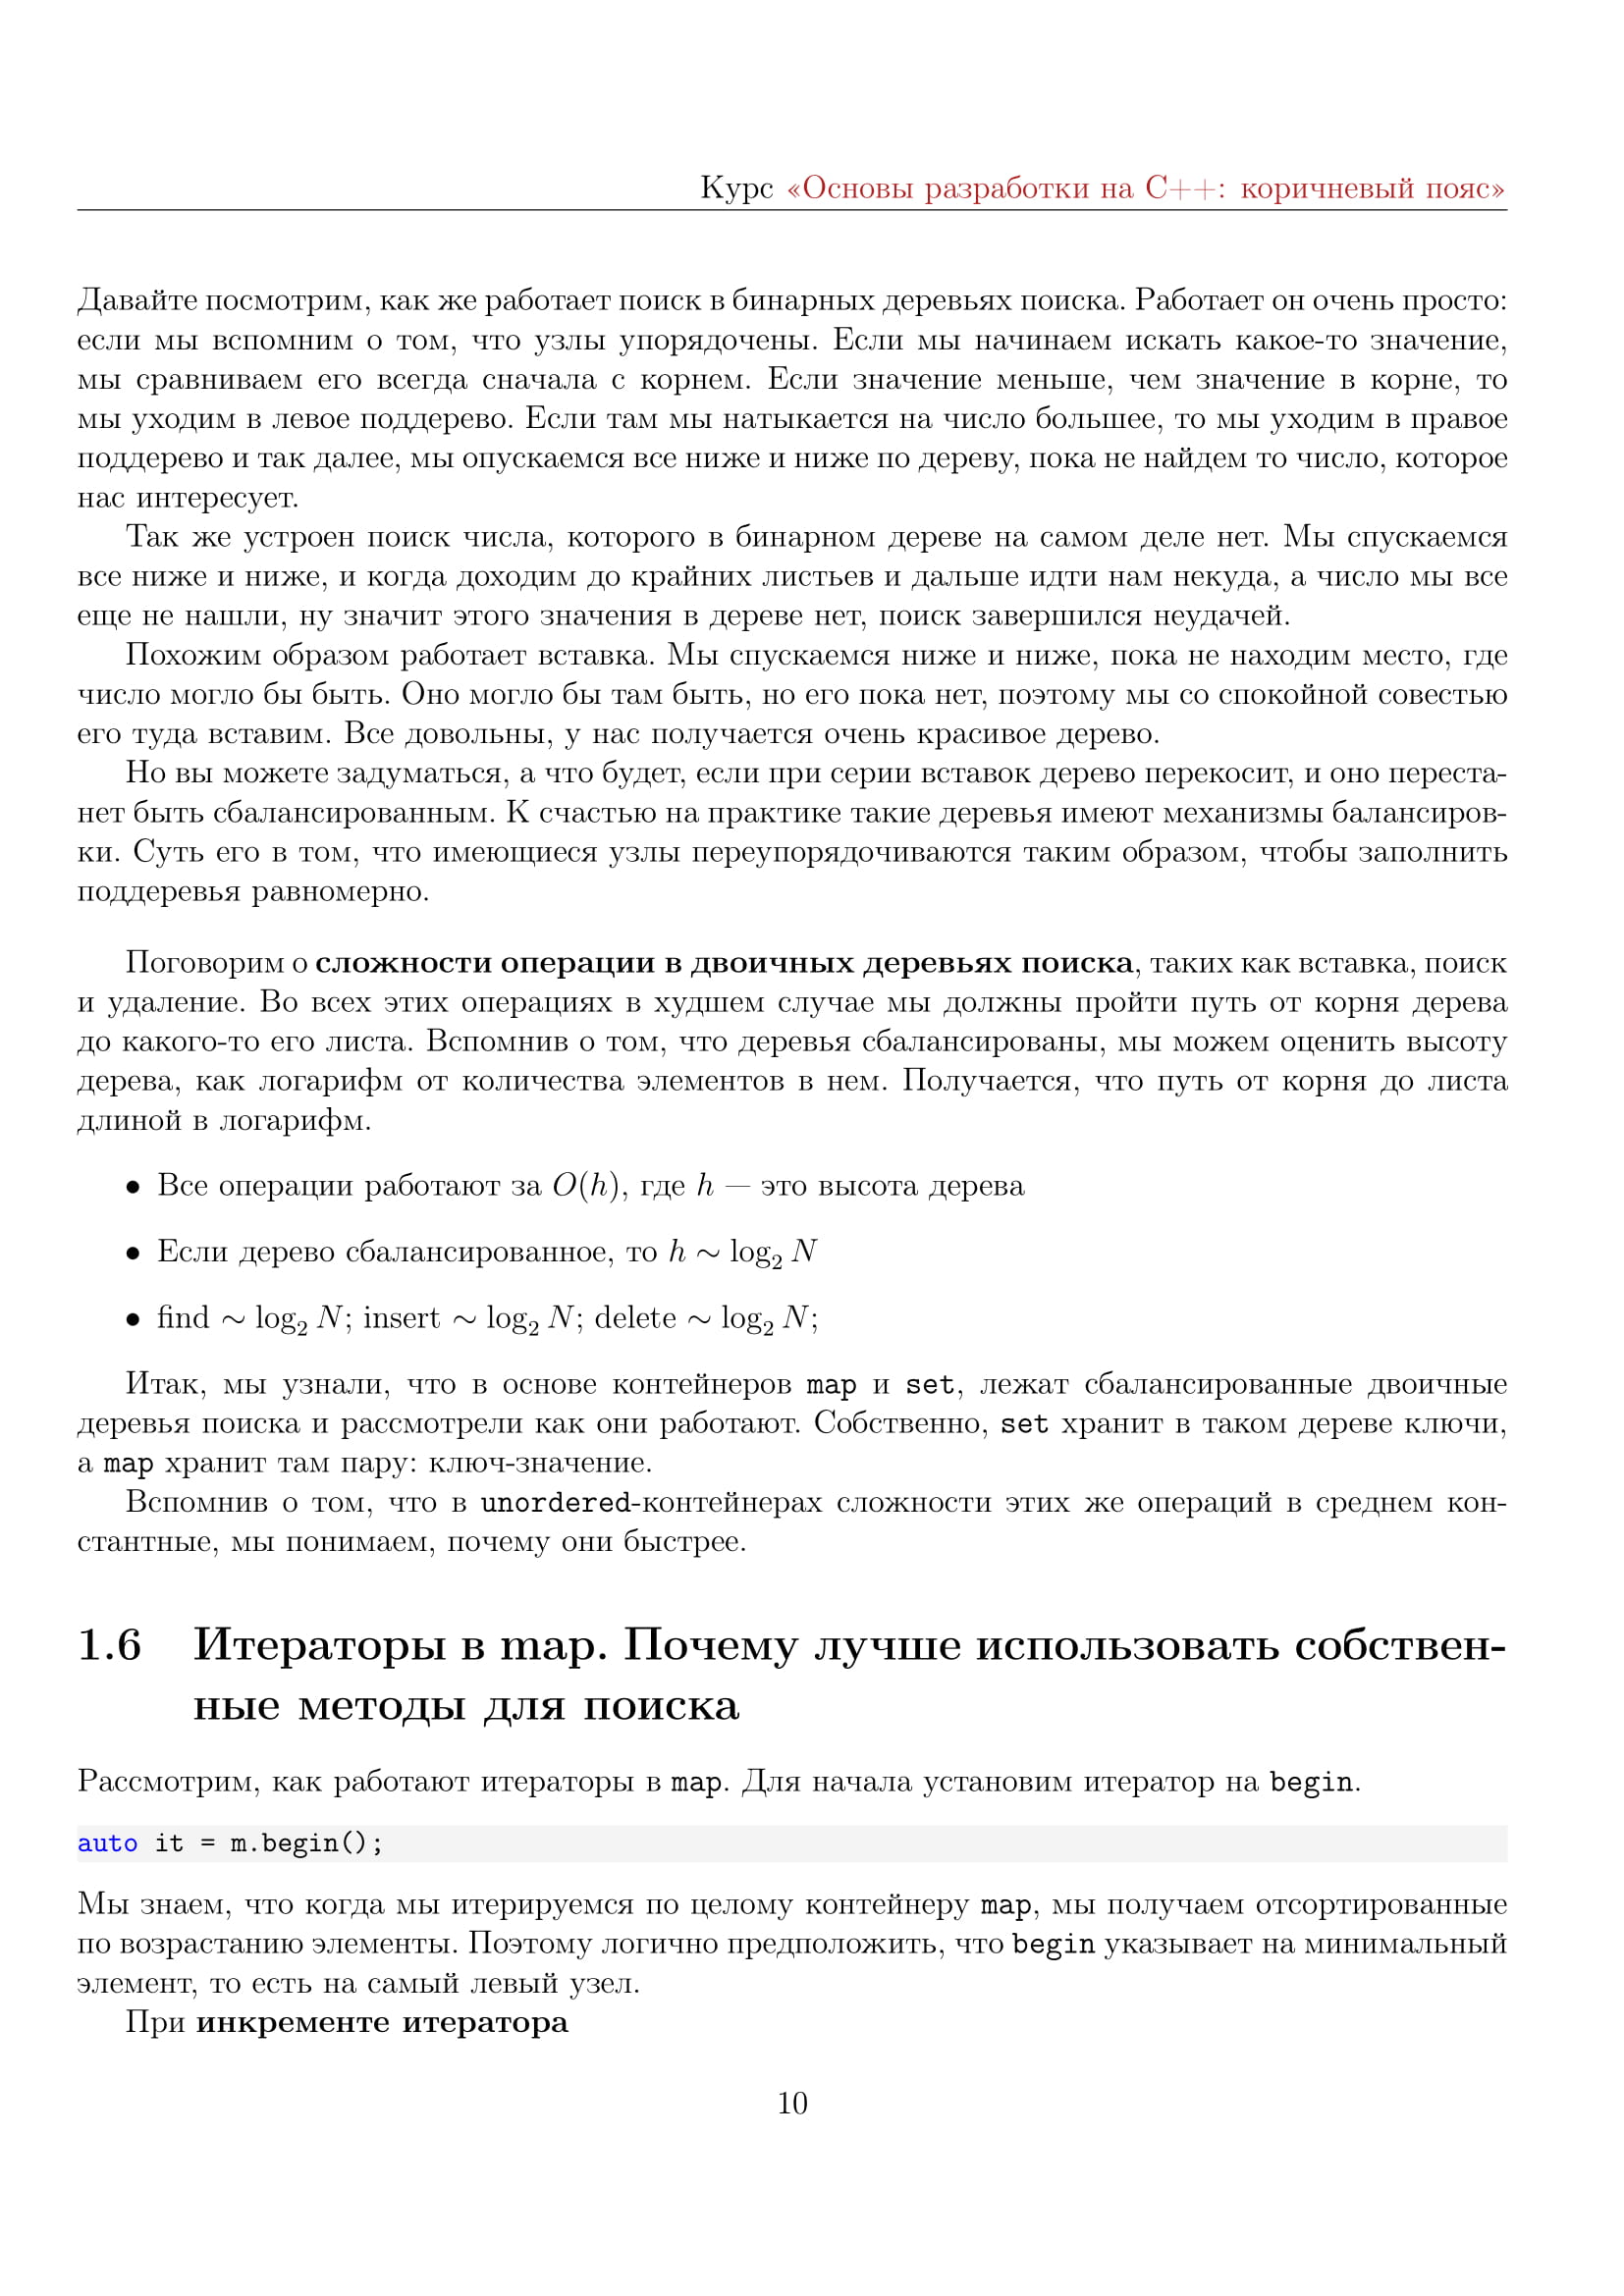 Курс «Основы разработки на C++: коричневый пояс»
Давайте посмотрим, как же работает поиск в бинарных деревьях поиска. Работает он очень просто:
если мы вспомним о том, что узлы упорядочены. Если мы начинаем искать какое-то значение,
мы сравниваем его всегда сначала с корнем. Если значение меньше, чем значение в корне, то
мы уходим в левое поддерево. Если там мы натыкается на число большее, то мы уходим в правое
поддерево и так далее, мы опускаемся все ниже и ниже по дереву, пока не найдем то число, которое
нас интересует.
Так же устроен поиск числа, которого в бинарном дереве на самом деле нет. Мы спускаемся
все ниже и ниже, и когда доходим до крайних листьев и дальше идти нам некуда, а число мы все
еще не нашли, ну значит этого значения в дереве нет, поиск завершился неудачей.
Похожим образом работает вставка. Мы спускаемся ниже и ниже, пока не находим место, где
число могло бы быть. Оно могло бы там быть, но его пока нет, поэтому мы со спокойной совестью
его туда вставим. Все довольны, у нас получается очень красивое дерево.
Но вы можете задуматься, а что будет, если при серии вставок дерево перекосит, и оно переста-
нет быть сбалансированным. К счастью на практике такие деревья имеют механизмы балансиров-
ки. Суть его в том, что имеющиеся узлы переупорядочиваются таким образом, чтобы заполнить
поддеревья равномерно.
Поговорим о сложности операции в двоичных деревьях поиска, таких как вставка, поиск
и удаление. Во всех этих операциях в худшем случае мы должны пройти путь от корня дерева
до какого-то его листа. Вспомнив о том, что деревья сбалансированы, мы можем оценить высоту
дерева, как логарифм от количества элементов в нем. Получается, что путь от корня до листа
длиной в логарифм.
• Все операции работают за O(h), где h — это высота дерева
• Если дерево сбалансированное, то h ∼ log₂ N
• find ∼ log₂ N; insert ∼ log₂ N; delete ∼ log₂ N;
Итак, мы узнали, что в основе контейнеров map и set, лежат сбалансированные двоичные
деревья поиска и рассмотрели как они работают. Собственно, set хранит в таком дереве ключи,
а map хранит там пару: ключ-значение.
Вспомнив о том, что в unordered-контейнерах сложности этих же операций в среднем кон-
стантные, мы понимаем, почему они быстрее.
1.6 Итераторы в map. Почему лучше использовать собствен-
ные методы для поиска
Рассмотрим, как работают итераторы в map. Для начала установим итератор на begin.
auto it = m.begin();
Мы знаем, что когда мы итерируемся по целому контейнеру map, мы получаем отсортированные
по возрастанию элементы. Поэтому логично предположить, что begin указывает на минимальный
элемент, то есть на самый левый узел.
При инкременте итератора
10